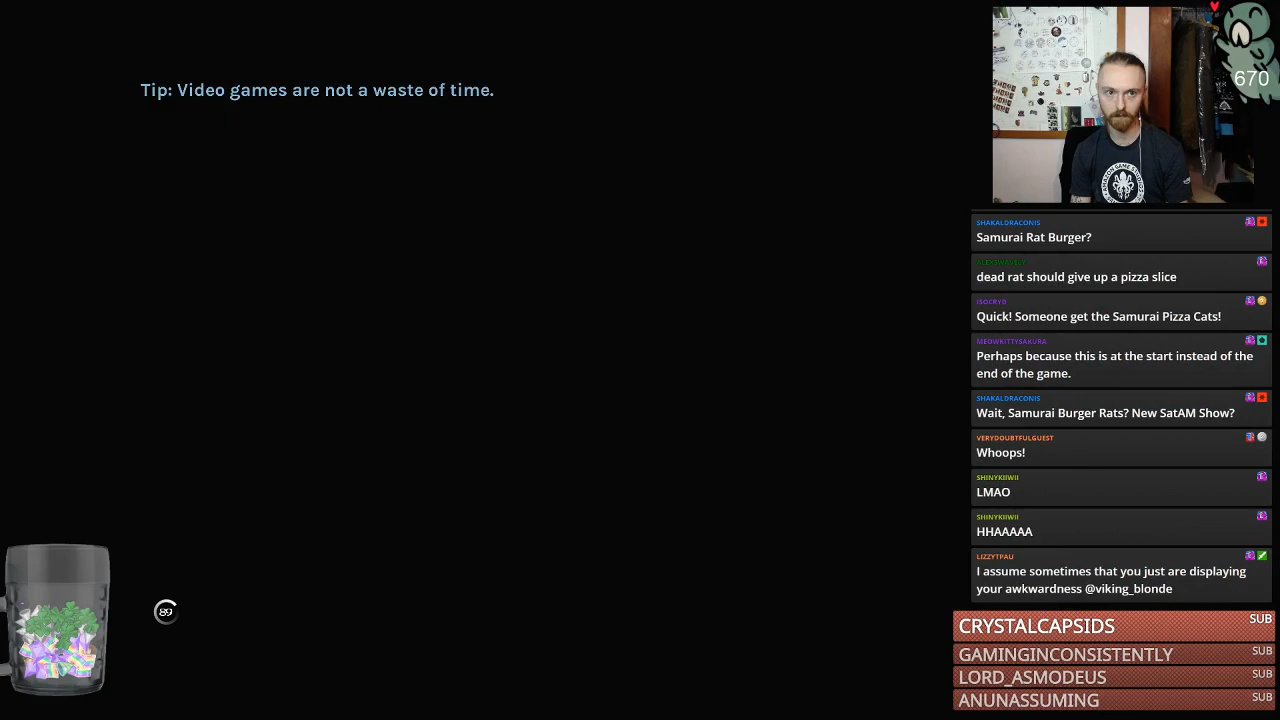 Tip: Video games are not a waste of time.
670
SHAKALDRACONIS
Samurai Rat Burger?
dead rat should give up a pizza slice
ISOCRYD
Quick! Someone get the Samurai Pizza Cats!
MEOWKITTYSAKURA
Perhaps because this is at the start instead of the
end of the game.
SHAKALDRACONIS
Wait, Samurai Burger Rats? New SatAM Show?
VERYDOUBTFULGUEST
Whoops!
SHINYKIIWII
LMAO
SHINYKIIWII
HHAAAAA
LIZZYTPAU
I assume sometimes that you just are displaying
your awkwardness @viking_blonde
89
CRYSTALCAPSIDS SUB
GAMINGINCONSISTENTLY SUB
LORD_ASMODEUS SUB
ANUNASSUMING SUB